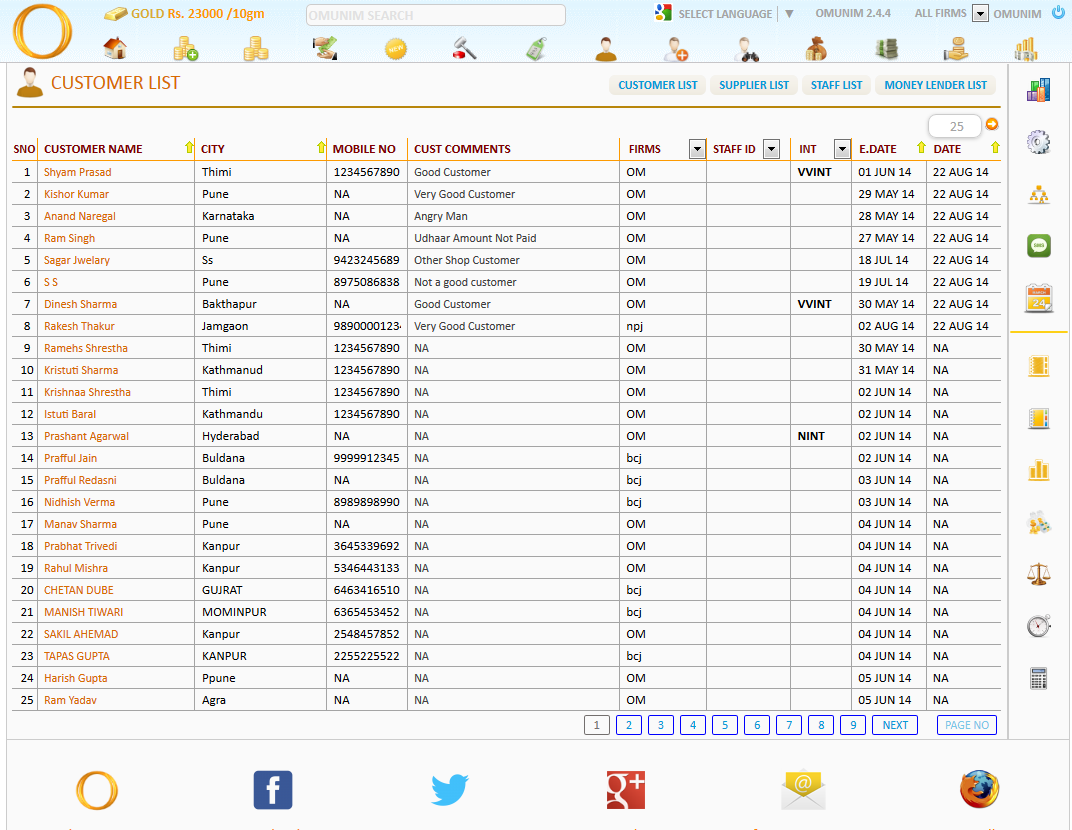 GOLD Rs. 23000 /10gm OMUNIM SEARCH SELECT LANGUAGE ▼ OMUNIM 2.4.4 ALL FIRMS OMUNIM
NEW
CUSTOMER LIST CUSTOMER LIST SUPPLIER LIST STAFF LIST MONEY LENDER LIST
25
SNO CUSTOMER NAME CITY MOBILE NO CUST COMMENTS FIRMS STAFF ID INT E.DATE DATE
1 Shyam Prasad Thimi 1234567890 Good Customer OM VVINT 01 JUN 14 22 AUG 14
2 Kishor Kumar Pune NA Very Good Customer OM 29 MAY 14 22 AUG 14
3 Anand Naregal Karnataka NA Angry Man OM 28 MAY 14 22 AUG 14
4 Ram Singh Pune NA Udhaar Amount Not Paid OM 27 MAY 14 22 AUG 14
5 Sagar Jwelary Ss 9423245689 Other Shop Customer OM 18 JUL 14 22 AUG 14
6 S S Pune 8975086838 Not a good customer OM 19 JUL 14 22 AUG 14
7 Dinesh Sharma Bakthapur NA Good Customer OM VVINT 30 MAY 14 22 AUG 14
8 Rakesh Thakur Jamgaon 9890000123 Very Good Customer npj 02 AUG 14 22 AUG 14
9 Ramehs Shrestha Thimi 1234567890 NA OM 30 MAY 14 NA
10 Kristuti Sharma Kathmanud 1234567890 NA OM 31 MAY 14 NA
11 Krishnaa Shrestha Thimi 1234567890 NA OM 02 JUN 14 NA
12 Istuti Baral Kathmandu 1234567890 NA OM 02 JUN 14 NA
13 Prashant Agarwal Hyderabad NA NA OM NINT 02 JUN 14 NA
14 Prafful Jain Buldana 9999912345 NA bcj 02 JUN 14 NA
15 Prafful Redasni Buldana NA NA bcj 03 JUN 14 NA
16 Nidhish Verma Pune 8989898990 NA bcj 03 JUN 14 NA
17 Manav Sharma Pune NA NA OM 04 JUN 14 NA
18 Prabhat Trivedi Kanpur 3645339692 NA OM 04 JUN 14 NA
19 Rahul Mishra Kanpur 5346443133 NA OM 04 JUN 14 NA
20 CHETAN DUBE GUJRAT 6463416510 NA bcj 04 JUN 14 NA
21 MANISH TIWARI MOMINPUR 6365453452 NA bcj 04 JUN 14 NA
22 SAKIL AHEMAD Kanpur 2548457852 NA OM 04 JUN 14 NA
23 TAPAS GUPTA KANPUR 2255225522 NA bcj 04 JUN 14 NA
24 Harish Gupta Ppune NA NA OM 05 JUN 14 NA
25 Ram Yadav Agra NA NA OM 05 JUN 14 NA
1 2 3 4 5 6 7 8 9 NEXT PAGE NO